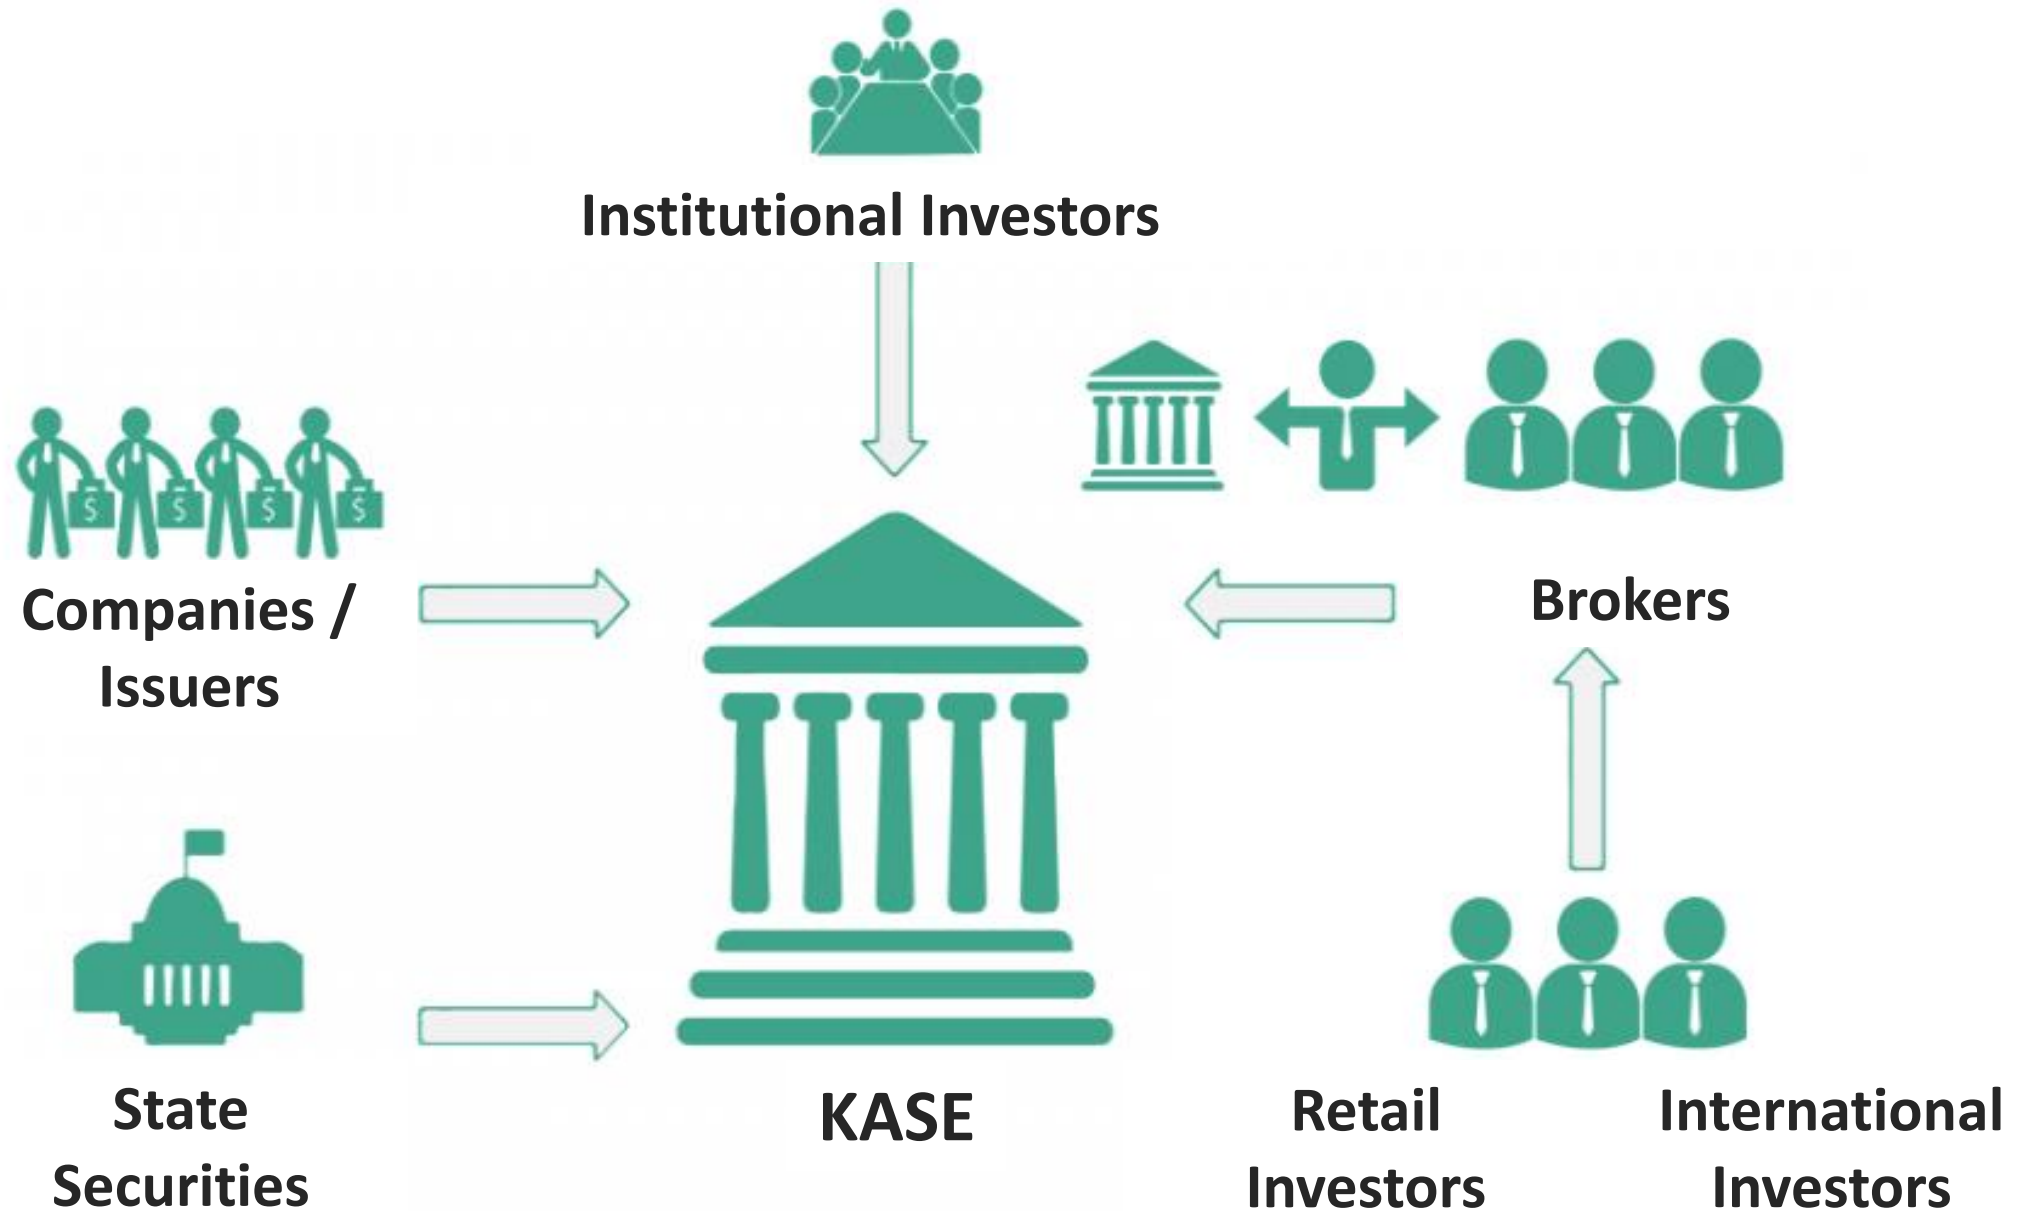 Institutional Investors
$ $ $ $
Companies /
Issuers
Brokers
State
Securities
KASE
Retail
Investors
International
Investors